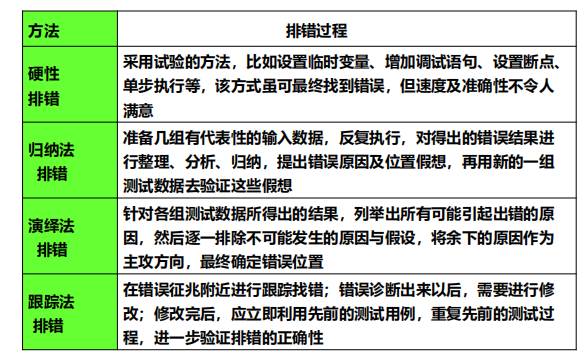 方法
排错过程
硬性
排错
采用试验的方法，比如设置临时变量、增加调试语句、设置断点、
单步执行等，该方式虽可最终找到错误，但速度及准确性不令人
满意
归纳法
排错
准备几组有代表性的输入数据，反复执行，对得出的错误结果进
行整理、分析、归纳，提出错误原因及位置假想，再用新的一组
测试数据去验证这些假想
演绎法
排错
针对各组测试数据所得出的结果，列举出所有可能引起出错的原
因，然后逐一排除不可能发生的原因与假设，将余下的原因作为
主攻方向，最终确定错误位置
跟踪法
排错
在错误征兆附近进行跟踪找错；错误诊断出来以后，需要进行修
改；修改完后，应立即利用先前的测试用例，重复先前的测试过
程，进一步验证排错的正确性